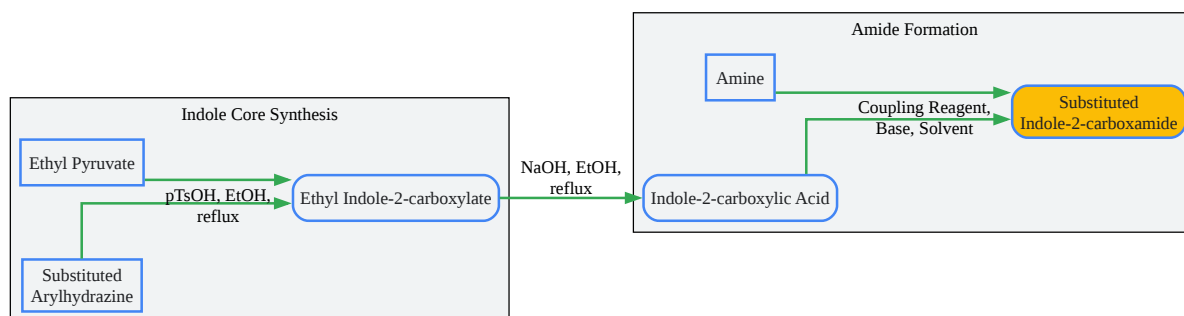 Indole Core Synthesis
Ethyl Pyruvate
pTsOH, EtOH,
reflux
Substituted
Arylhydrazine
Ethyl Indole-2-carboxylate
NaOH, EtOH,
reflux
Amide Formation
Amine
Indole-2-carboxylic Acid
Coupling Reagent,
Base, Solvent
Substituted
Indole-2-carboxamide